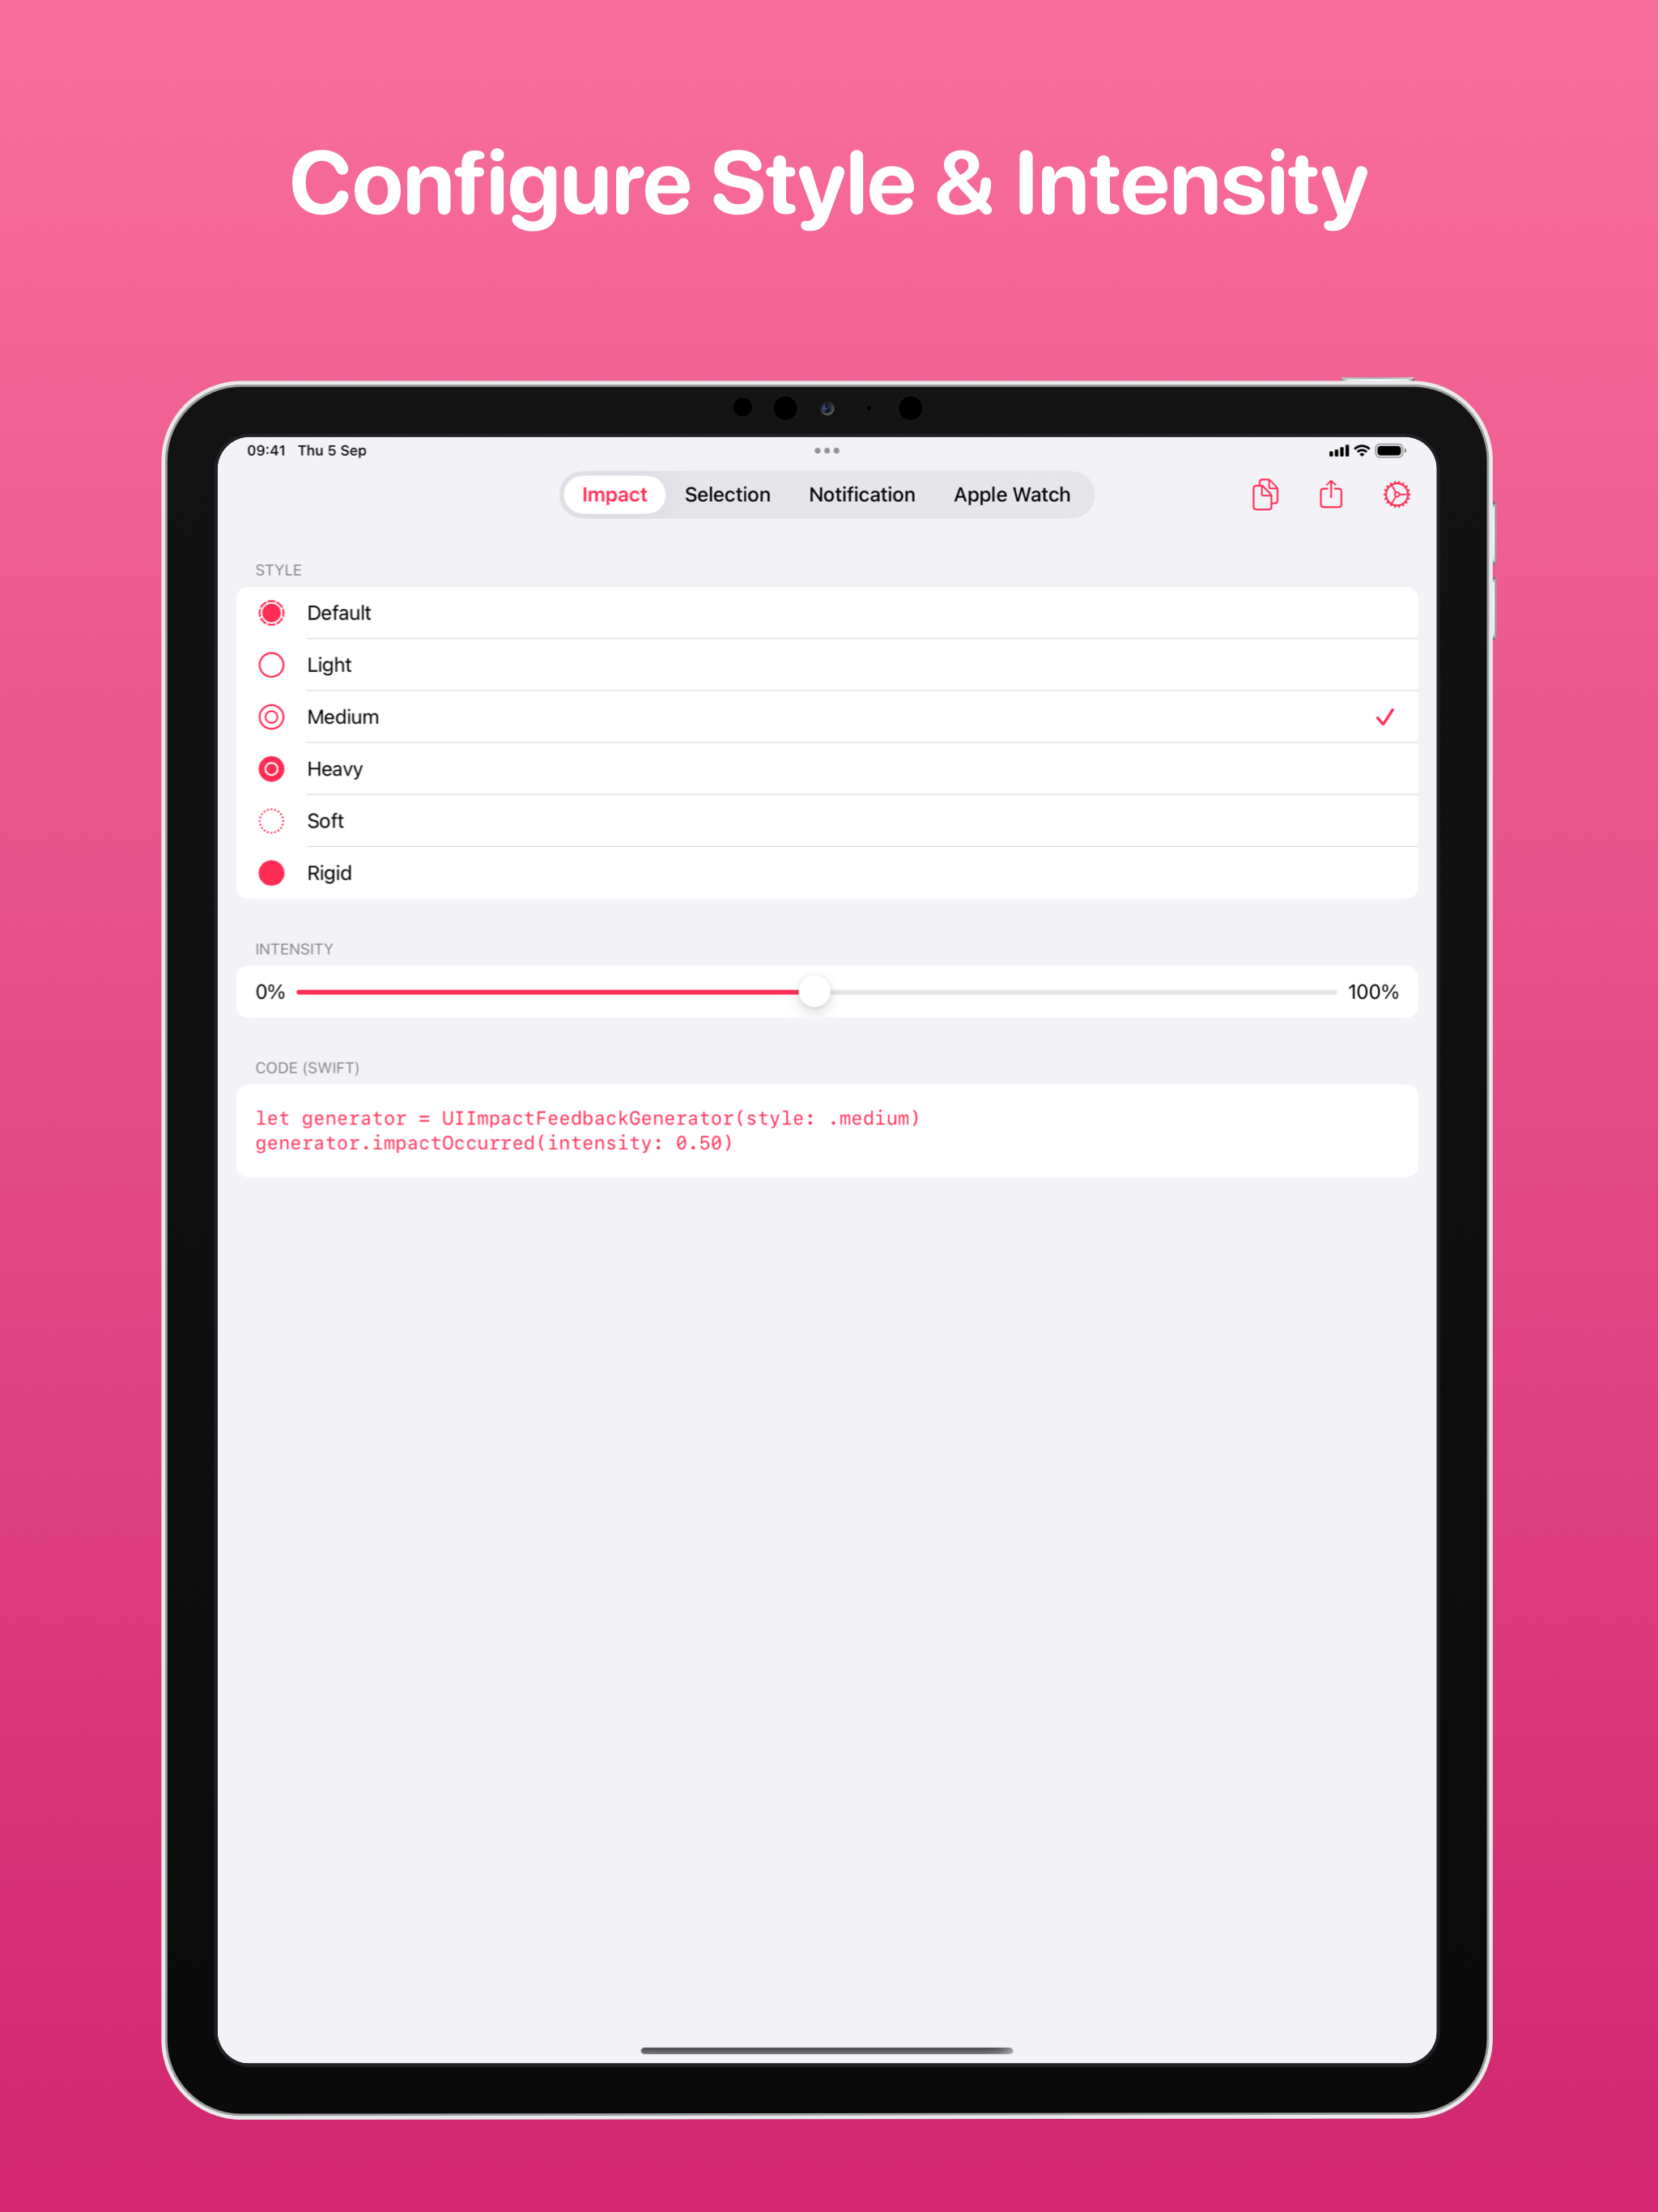 Configure Style & Intensity
09:41 Thu 5 Sep
Impact Selection Notification Apple Watch
STYLE
Default
Light
Medium
Heavy
Soft
Rigid
INTENSITY
0% 100%
CODE (SWIFT)
let generator = UIImpactFeedbackGenerator(style: .medium)
generator.impactOccurred(intensity: 0.50)